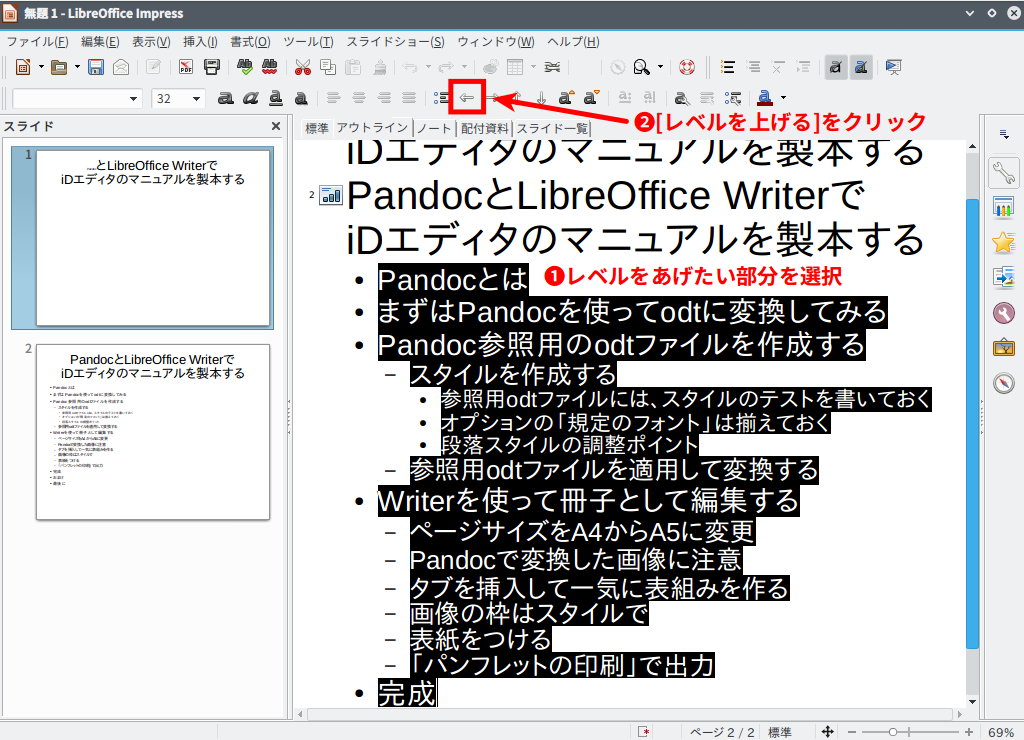 無題 1 - LibreOffice Impress
ファイル(F) 編集(E) 表示(V) 挿入(I) 書式(O) ツール(T) スライドショー(S) ウィンドウ(W) ヘルプ(H)
32
❷[レベルを上げる]をクリック
スライド
標準 アウトライン ノート 配付資料 スライド一覧
1
...とLibreOffice Writerで
iDエディタのマニュアルを製本する
2
PandocとLibreOffice Writerで
iDエディタのマニュアルを製本する
iDエディタのマニュアルを製本する
2 PandocとLibreOffice Writerで
iDエディタのマニュアルを製本する
• Pandocとは
❶レベルをあげたい部分を選択
• まずはPandocを使ってodtに変換してみる
• Pandoc参照用のodtファイルを作成する
– スタイルを作成する
• 参照用odtファイルには、スタイルのテストを書いておく
• オプションの「規定のフォント」は揃えておく
• 段落スタイルの調整ポイント
– 参照用odtファイルを適用して変換する
• Writerを使って冊子として編集する
– ページサイズをA4からA5に変更
– Pandocで変換した画像に注意
– タブを挿入して一気に表組みを作る
– 画像の枠はスタイルで
– 表紙をつける
– 「パンフレットの印刷」で出力
• 完成
ページ 2 / 2 標準 69%